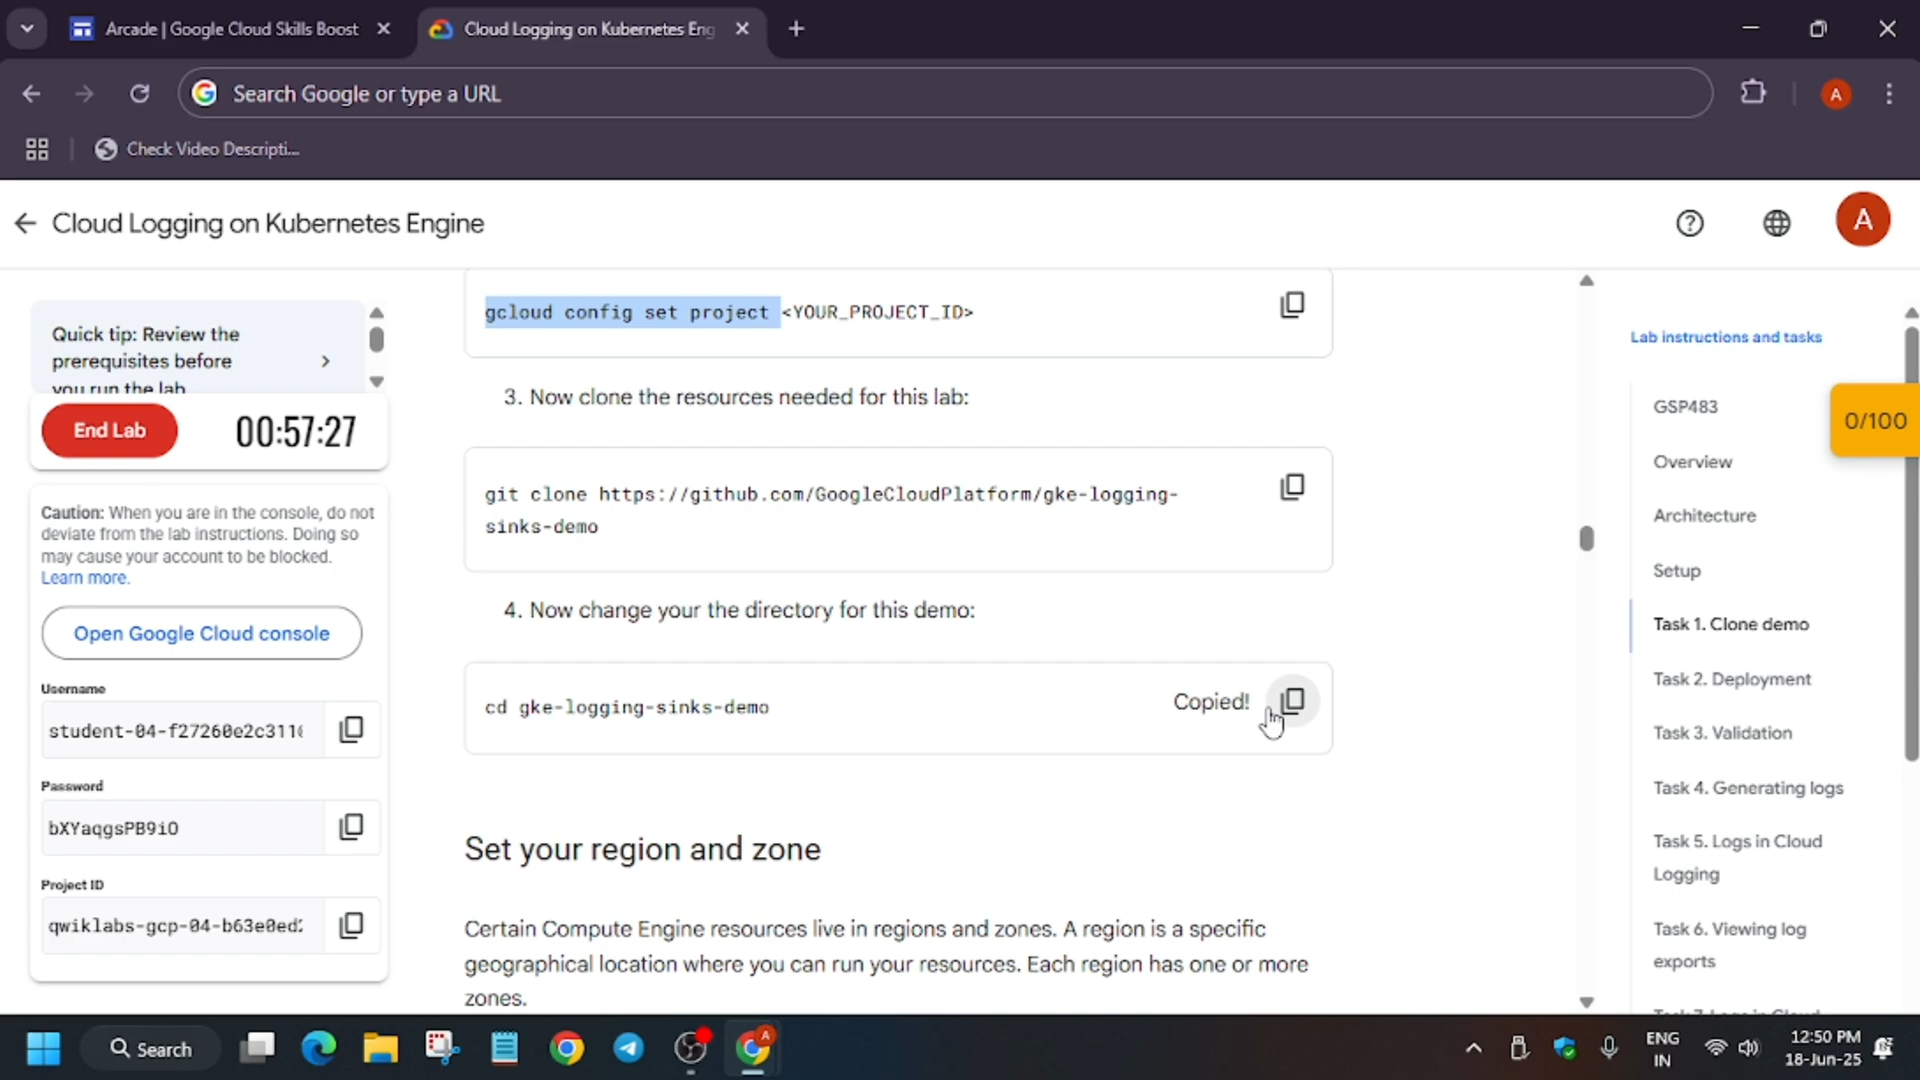 Arcade | Google Cloud Skills Boost
Cloud Logging on Kubernetes Eng
Search Google or type a URL
A
Check Video Descripti...
Cloud Logging on Kubernetes Engine
A
Quick tip: Review the
prerequisites before
you run the lab
End Lab
00:57:27
Caution: When you are in the console, do not
deviate from the lab instructions. Doing so
may cause your account to be blocked.
Learn more.
Open Google Cloud console
Username
student-04-f27260e2c311
Password
bXYaqgsPB9iO
Project ID
qwiklabs-gcp-04-b63e0ed
gcloud config set project <YOUR_PROJECT_ID>
3. Now clone the resources needed for this lab:
git clone https://github.com/GoogleCloudPlatform/gke-logging-
sinks-demo
4. Now change your the directory for this demo:
cd gke-logging-sinks-demo
Copied!
Set your region and zone
Certain Compute Engine resources live in regions and zones. A region is a specific
geographical location where you can run your resources. Each region has one or more
zones.
Lab instructions and tasks
GSP483
0/100
Overview
Architecture
Setup
Task 1. Clone demo
Task 2. Deployment
Task 3. Validation
Task 4. Generating logs
Task 5. Logs in Cloud
Logging
Task 6. Viewing log
exports
Task 7. Logs in Cloud
Search
A
ENG
IN
12:50 PM
18-Jun-25